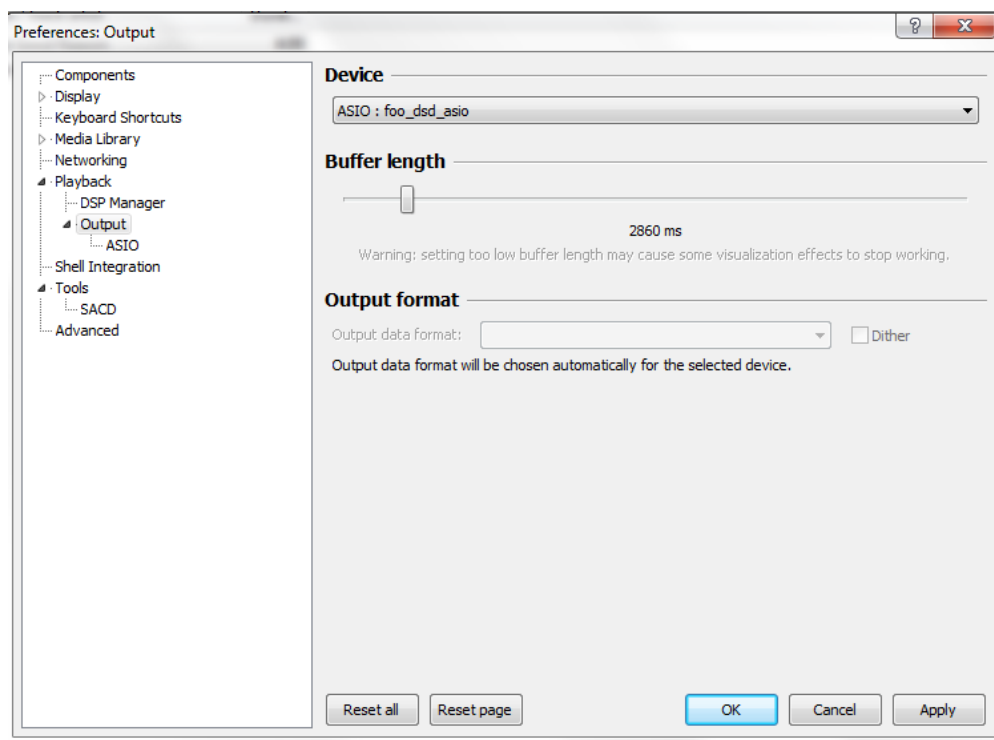 Preferences: Output
Components
Display
Keyboard Shortcuts
Media Library
Networking
Playback
DSP Manager
Output
ASIO
Shell Integration
Tools
SACD
Advanced
Device
ASIO : foo_dsd_asio
Buffer length
2860 ms
Warning: setting too low buffer length may cause some visualization effects to stop working.
Output format
Output data format:
Dither
Output data format will be chosen automatically for the selected device.
Reset all
Reset page
OK
Cancel
Apply